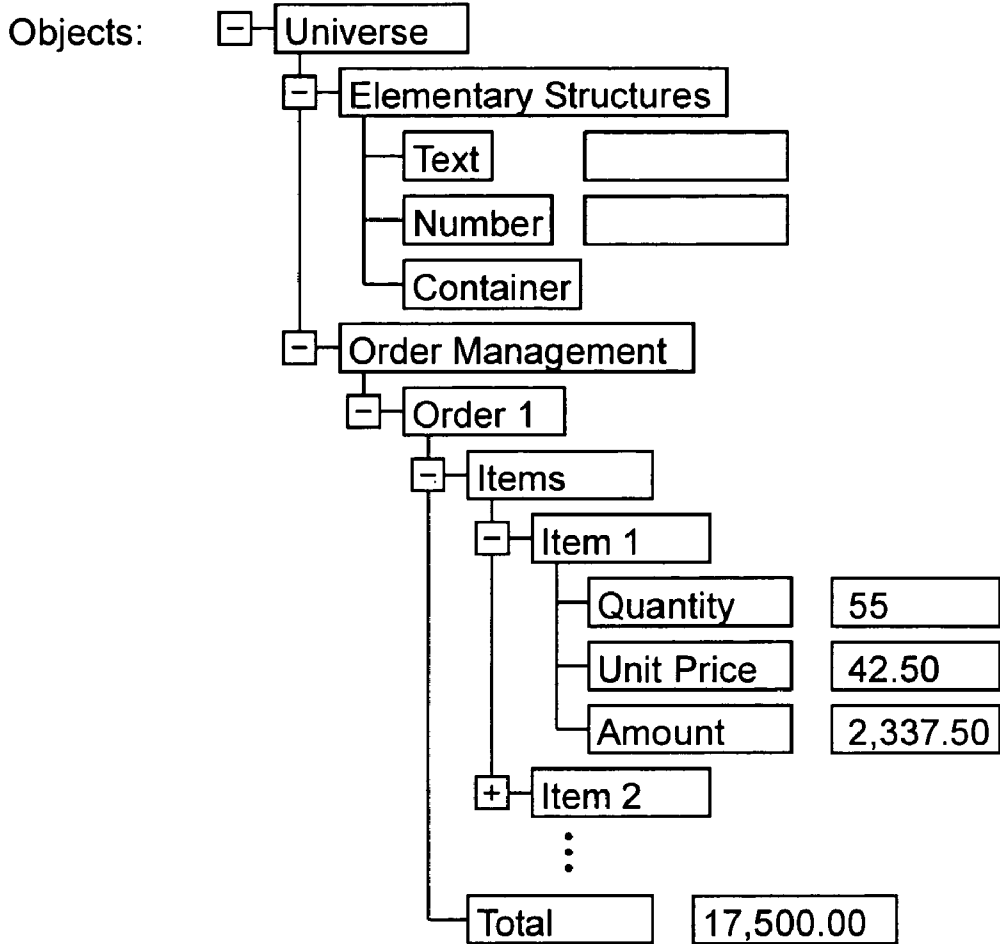 Objects: − Universe
− Elementary Structures
Text
Number
Container
− Order Management
− Order 1
− Items
− Item 1
Quantity 55
Unit Price 42.50
Amount 2,337.50
+ Item 2
⋮
Total 17,500.00